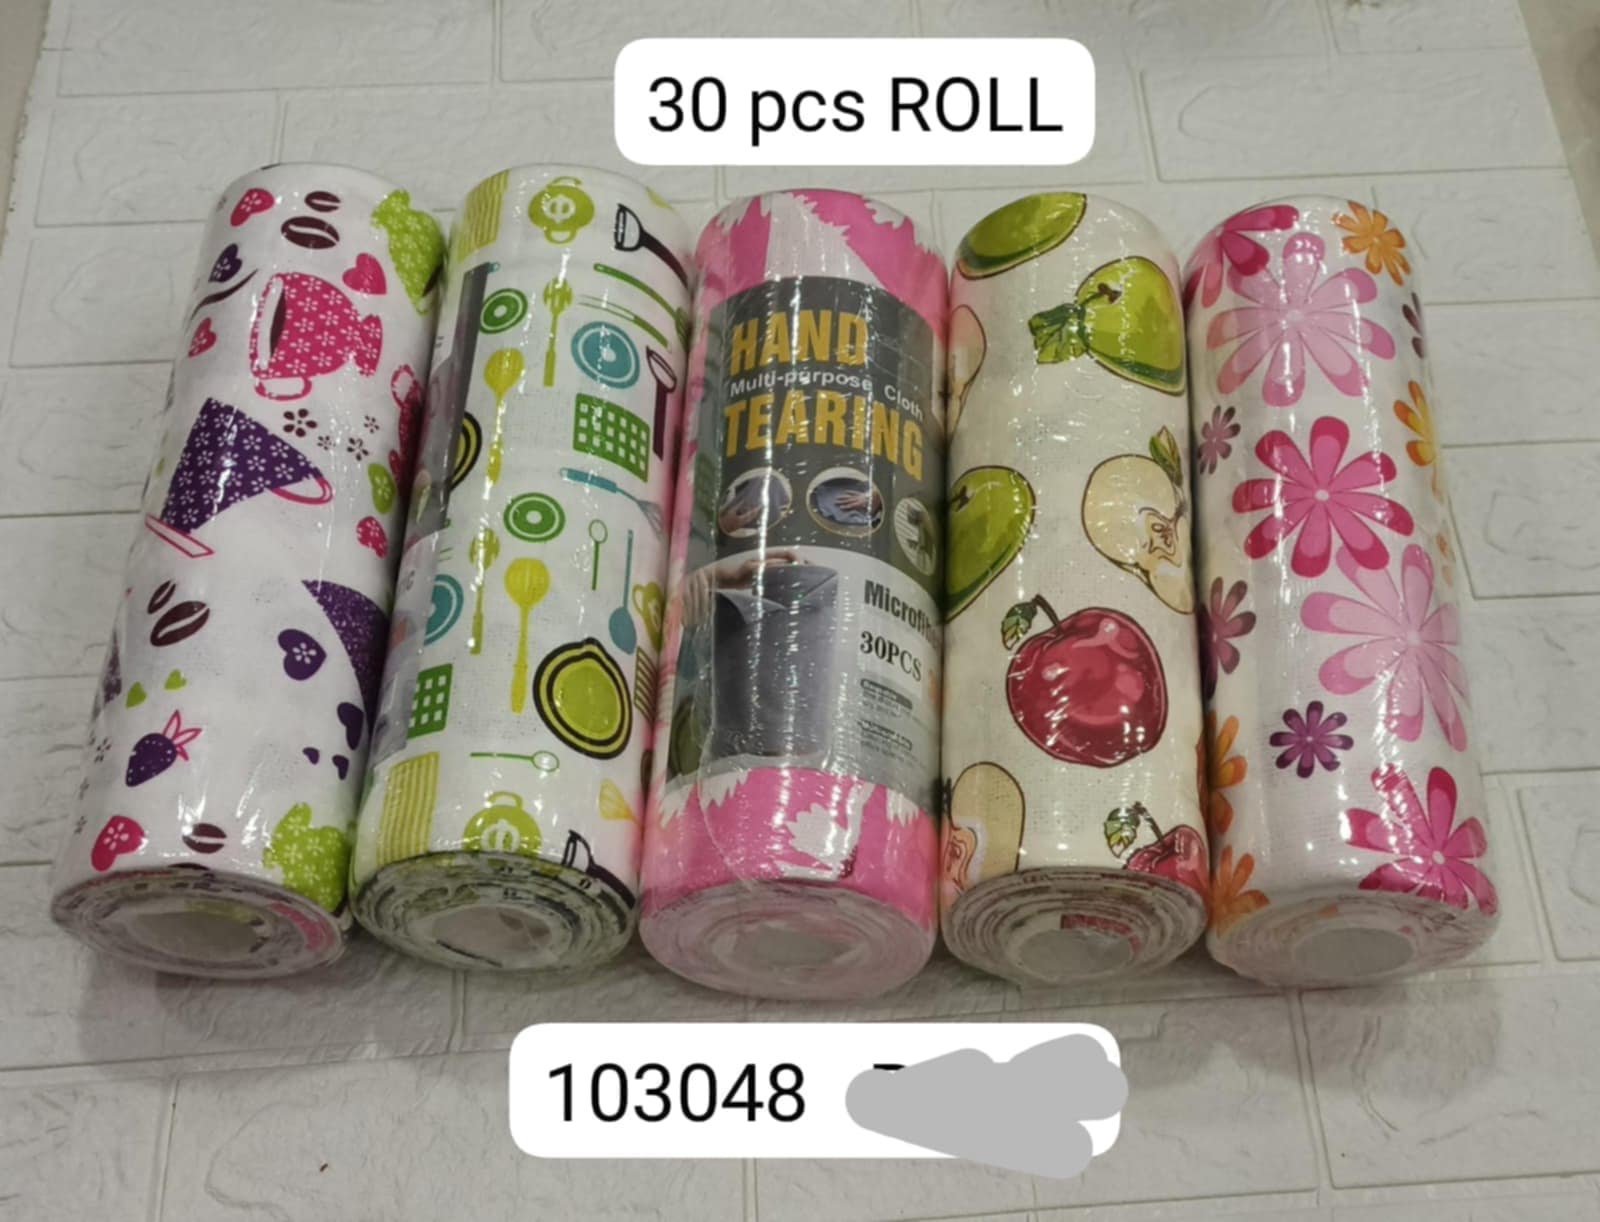 30 pcs ROLL
HAND
Multi-purpose Cloth
TEARING
30PCS
103048